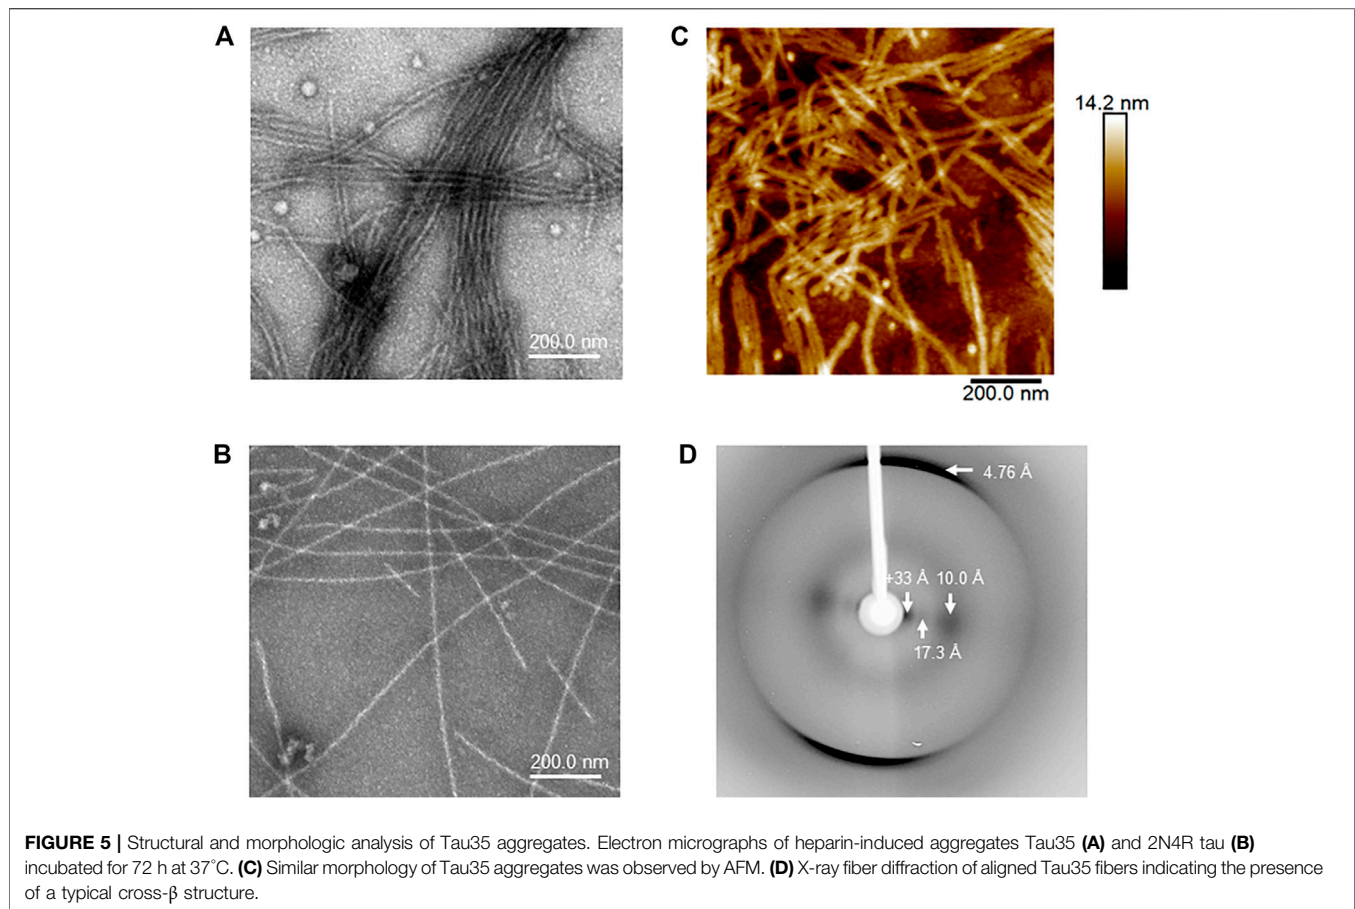 A
200.0 nm
C
14.2 nm
200.0 nm
B
200.0 nm
D
4.76 Å
+33 Å
10.0 Å
17.3 Å
FIGURE 5 | Structural and morphologic analysis of Tau35 aggregates. Electron micrographs of heparin-induced aggregates Tau35 (A) and 2N4R tau (B)
incubated for 72 h at 37°C. (C) Similar morphology of Tau35 aggregates was observed by AFM. (D) X-ray fiber diffraction of aligned Tau35 fibers indicating the presence
of a typical cross-β structure.